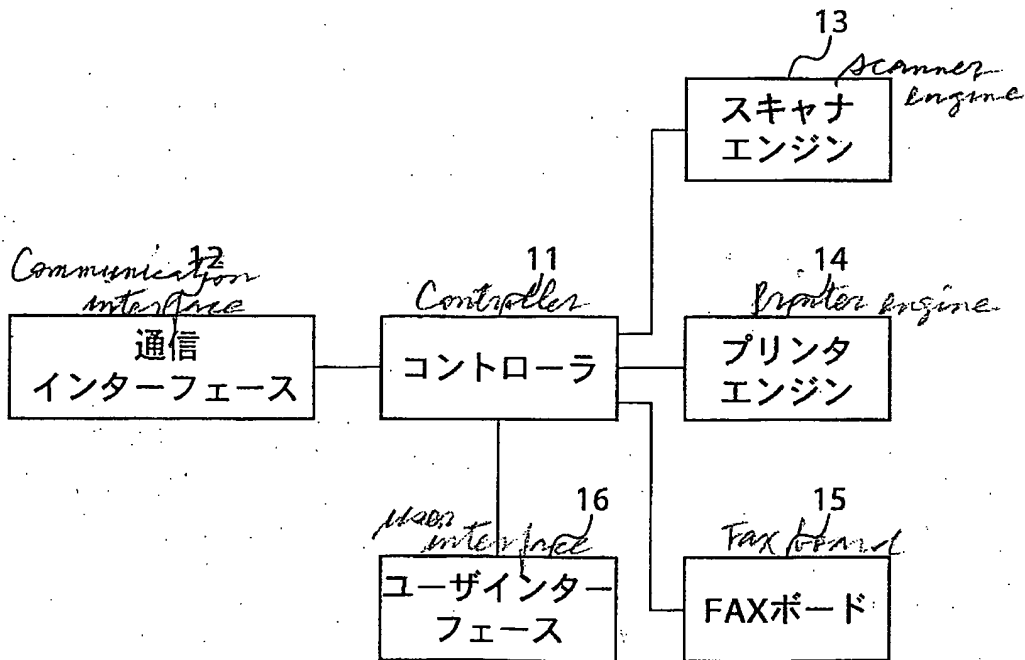 13
Scanner
engine
スキャナ
エンジン
12
Communication
interface
通信
インターフェース
11
Controller
コントローラ
14
Printer engine
プリンタ
エンジン
16
user
interface
ユーザインター
フェース
15
Fax board
FAXボード